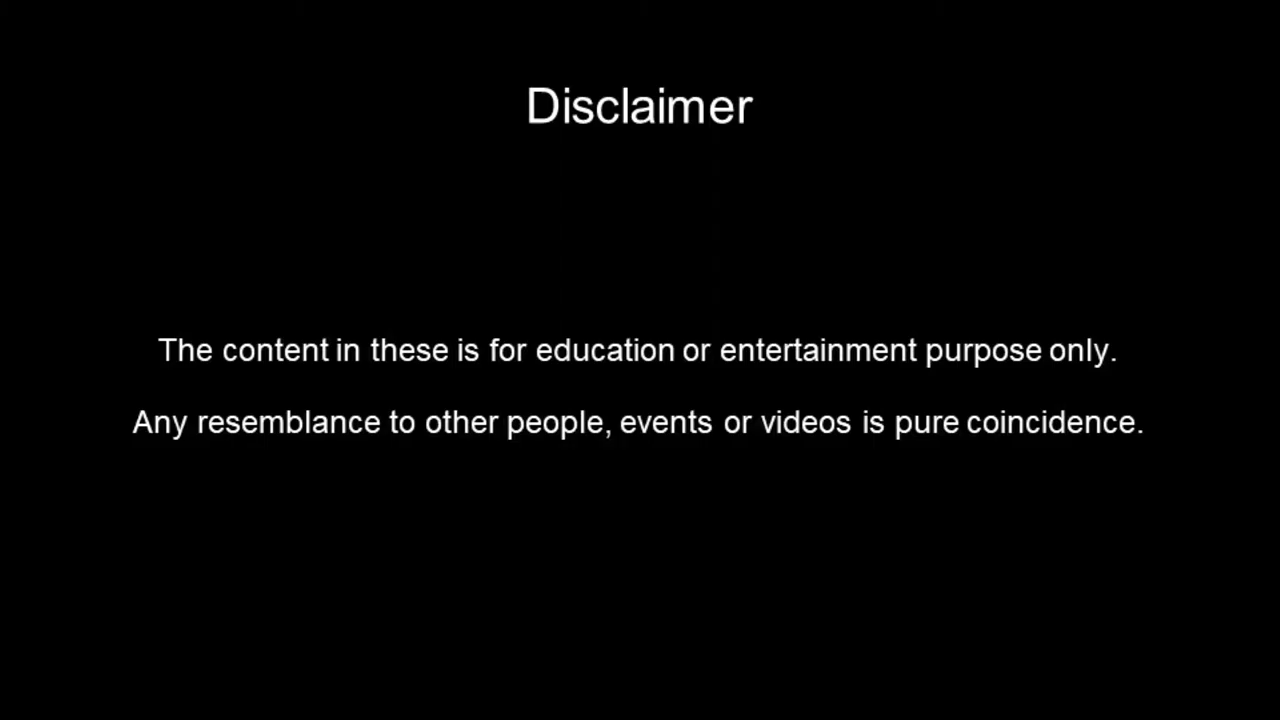 Disclaimer
The content in these is for education or entertainment purpose only.
Any resemblance to other people, events or videos is pure coincidence.